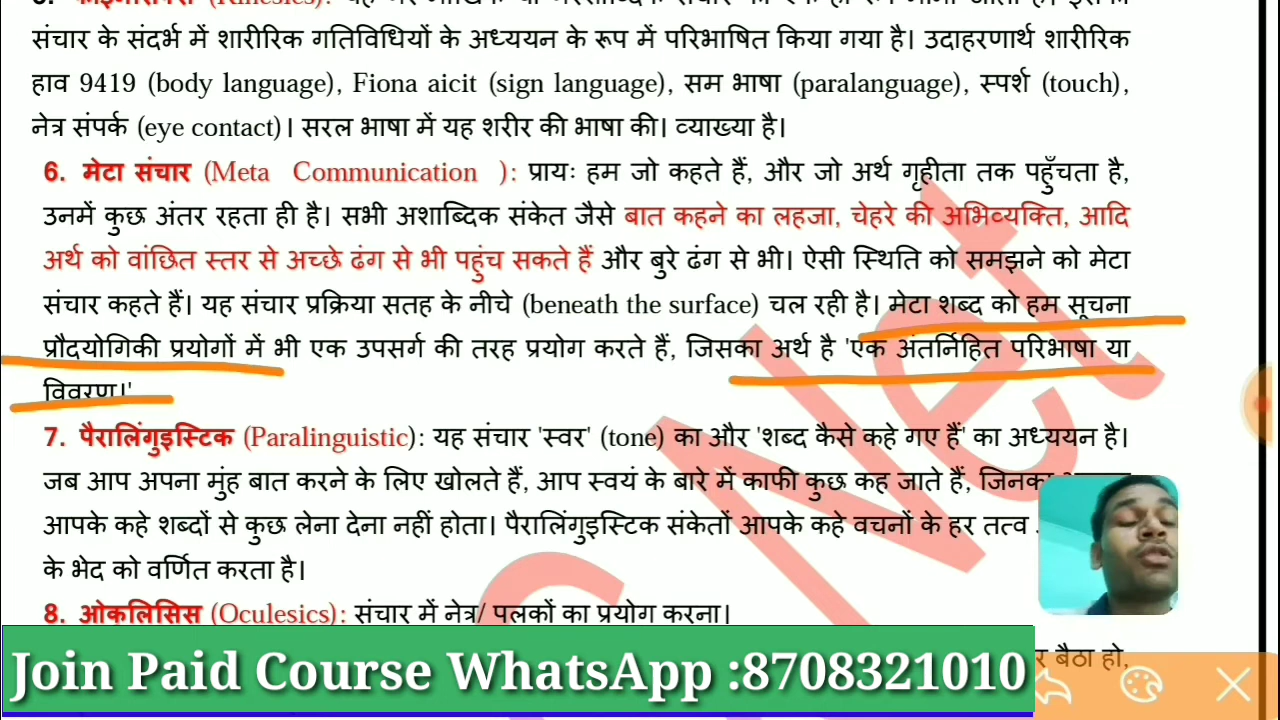 काइनेसिक्स (Kinesics):
संचार के संदर्भ में शारीरिक गतिविधियों के अध्ययन के रूप में परिभाषित किया गया है। उदाहरणार्थ शारीरिक
हाव 9419 (body language), Fiona aicit (sign language), सम भाषा (paralanguage), स्पर्श (touch),
नेत्र संपर्क (eye contact)। सरल भाषा में यह शरीर की भाषा की। व्याख्या है।
6. मेटा संचार (Meta Communication ): प्रायः हम जो कहते हैं, और जो अर्थ गृहीता तक पहुँचता है,
उनमें कुछ अंतर रहता ही है। सभी अशाब्दिक संकेत जैसे बात कहने का लहजा, चेहरे की अभिव्यक्ति, आदि
अर्थ को वांछित स्तर से अच्छे ढंग से भी पहुंच सकते हैं और बुरे ढंग से भी। ऐसी स्थिति को समझने को मेटा
संचार कहते हैं। यह संचार प्रक्रिया सतह के नीचे (beneath the surface) चल रही है। मेटा शब्द को हम सूचना
प्रौदयोगिकी प्रयोगों में भी एक उपसर्ग की तरह प्रयोग करते हैं, जिसका अर्थ है 'एक अंतर्निहित परिभाषा या
विवरण।'
7. पैरालिंगुइस्टिक (Paralinguistic): यह संचार 'स्वर' (tone) का और 'शब्द कैसे कहे गए हैं' का अध्ययन है।
जब आप अपना मुंह बात करने के लिए खोलते हैं, आप स्वयं के बारे में काफी कुछ कह जाते हैं, जिनका
आपके कहे शब्दों से कुछ लेना देना नहीं होता। पैरालिंगुइस्टिक संकेतों आपके कहे वचनों के हर तत्व
के भेद को वर्णित करता है।
8. ओकलिसिस (Oculesics): संचार में नेत्र/ पलकों का प्रयोग करना।
बैठा हो,
Join Paid Course WhatsApp :8708321010
Net